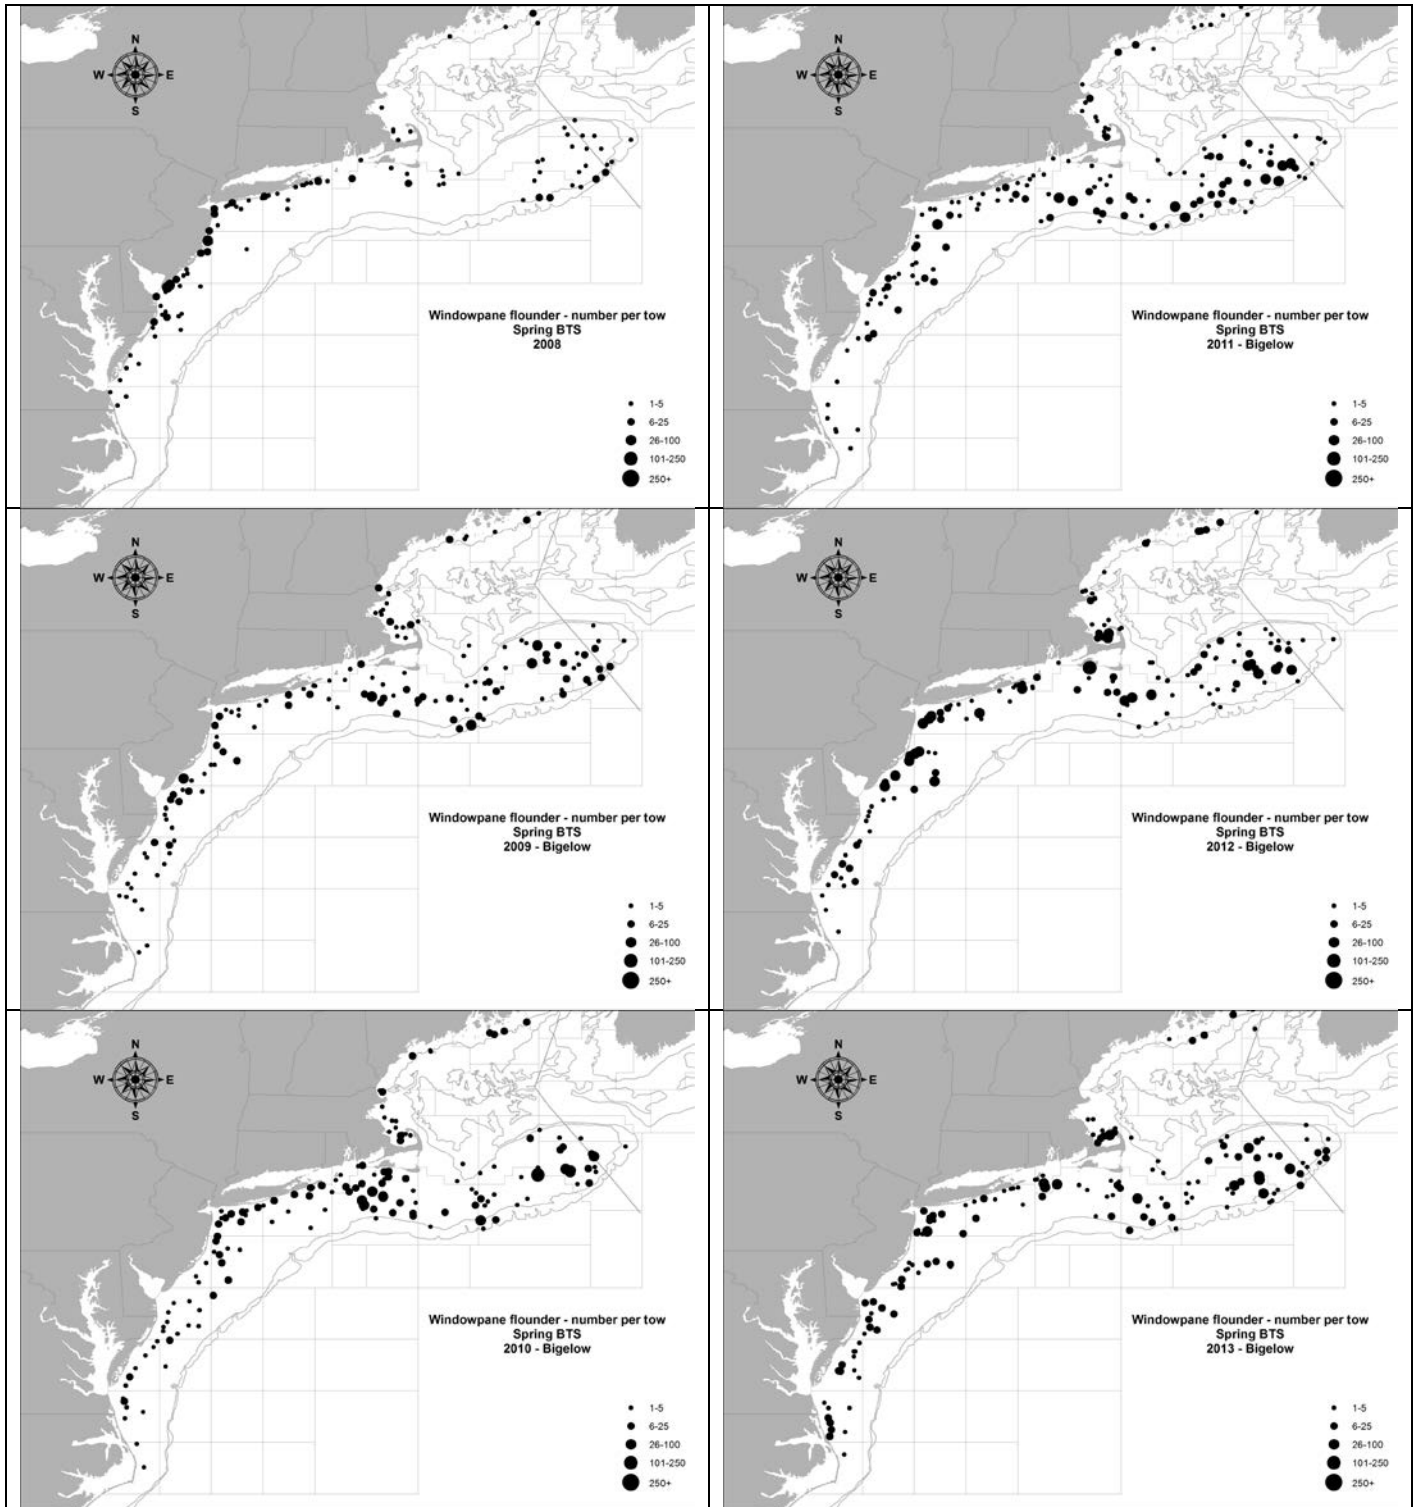 N
W E
S
Windowpane flounder - number per tow
Spring BTS
2008
1-5
6-25
26-100
101-250
250+
N
W E
S
Windowpane flounder - number per tow
Spring BTS
2011 - Bigelow
1-5
6-25
26-100
101-250
250+
N
W E
S
Windowpane flounder - number per tow
Spring BTS
2009 - Bigelow
1-5
6-25
26-100
101-250
250+
N
W E
S
Windowpane flounder - number per tow
Spring BTS
2012 - Bigelow
1-5
6-25
26-100
101-250
250+
N
W E
S
Windowpane flounder - number per tow
Spring BTS
2010 - Bigelow
1-5
6-25
26-100
101-250
250+
N
W E
S
Windowpane flounder - number per tow
Spring BTS
2013 - Bigelow
1-5
6-25
26-100
101-250
250+